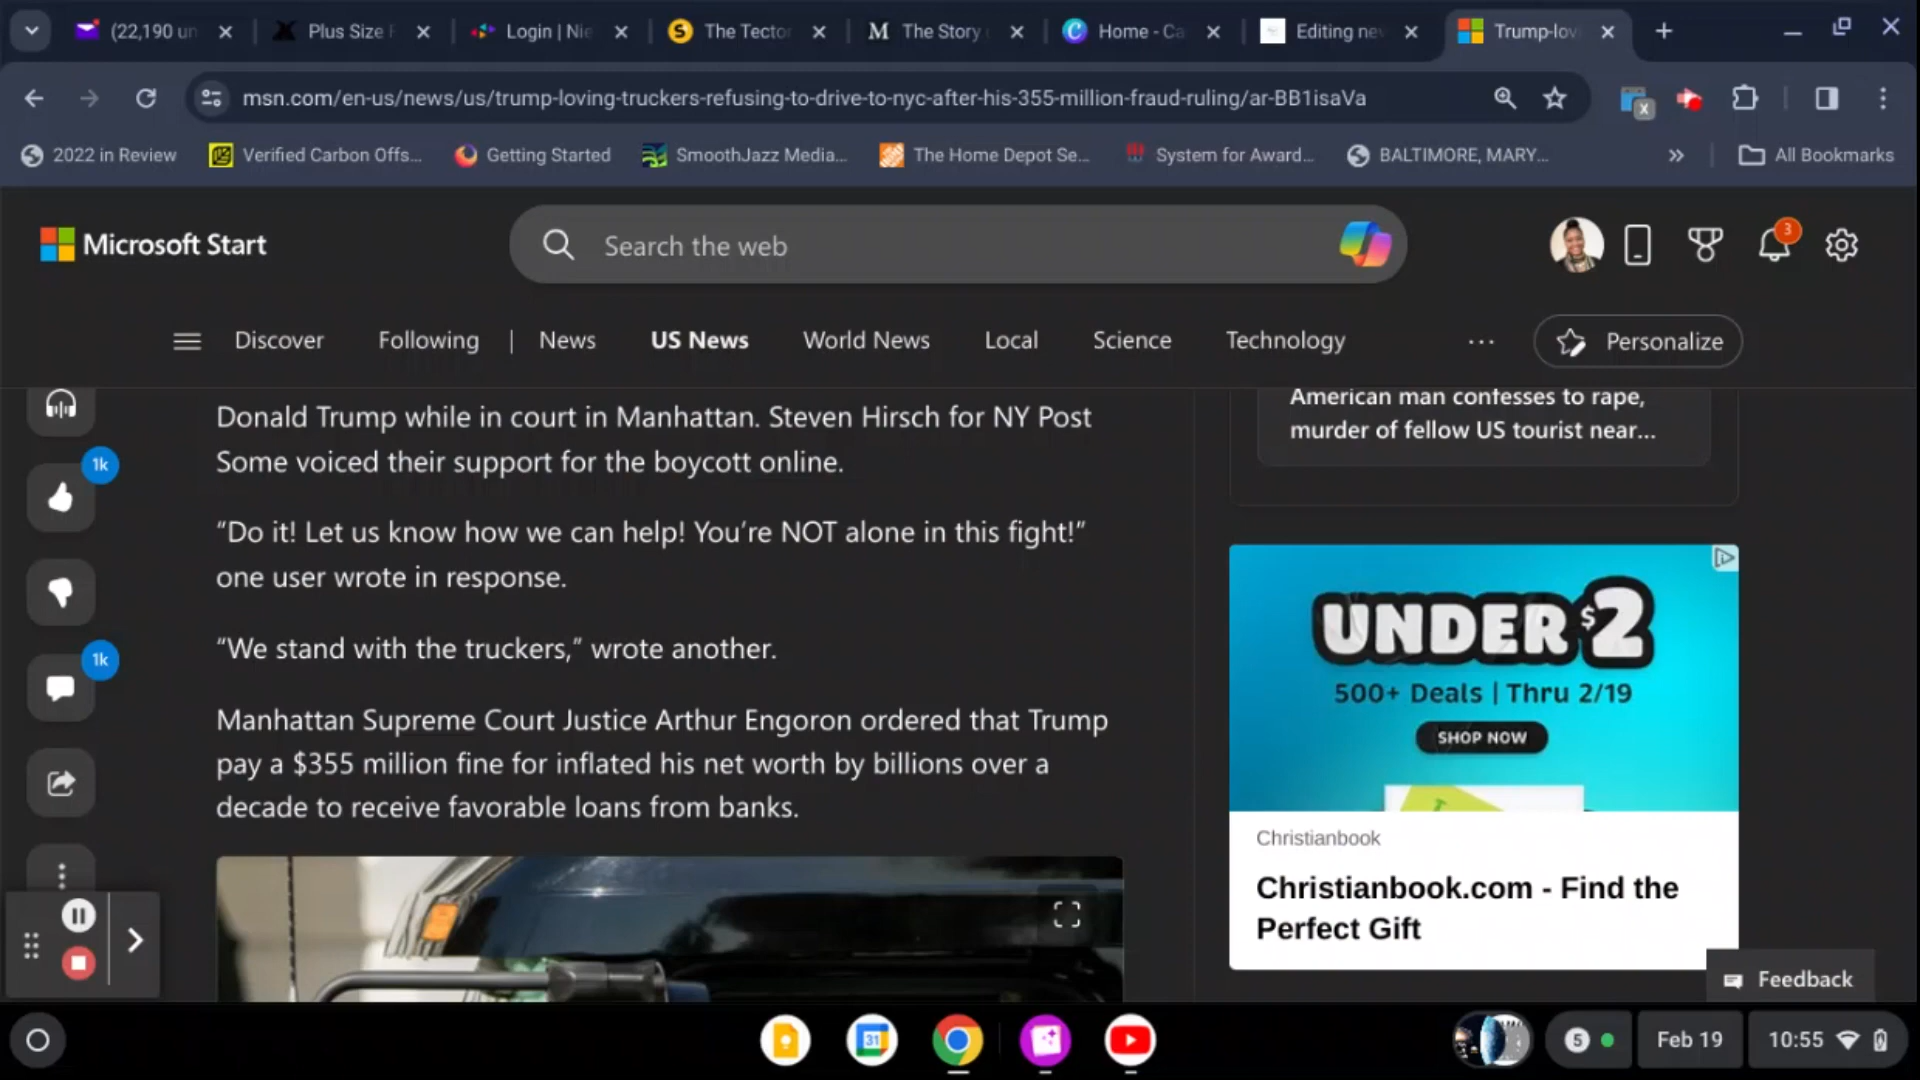 (22,190 un
Plus Size
Login | Nie
The Tecto
The Story
Home - Ca
Editing ne
Trump-lov
msn.com/en-us/news/us/trump-loving-truckers-refusing-to-drive-to-nyc-after-his-355-million-fraud-ruling/ar-BB1isaVa
x
2022 in Review
Verified Carbon Offs...
Getting Started
SmoothJazz Media...
The Home Depot Se...
System for Award...
BALTIMORE, MARY...
»
All Bookmarks
Microsoft Start
Search the web
3
Discover
Following
|
News
US News
World News
Local
Science
Technology
...
Personalize
Donald Trump while in court in Manhattan. Steven Hirsch for NY Post
Some voiced their support for the boycott online.
“Do it! Let us know how we can help! You’re NOT alone in this fight!”
one user wrote in response.
“We stand with the truckers,” wrote another.
Manhattan Supreme Court Justice Arthur Engoron ordered that Trump
pay a $355 million fine for inflated his net worth by billions over a
decade to receive favorable loans from banks.
1k
1k
American man confesses to rape,
murder of fellow US tourist near...
UNDER $2
500+ Deals | Thru 2/19
SHOP NOW
Christianbook
Christianbook.com - Find the
Perfect Gift
Feedback
31
5
Feb 19
10:55